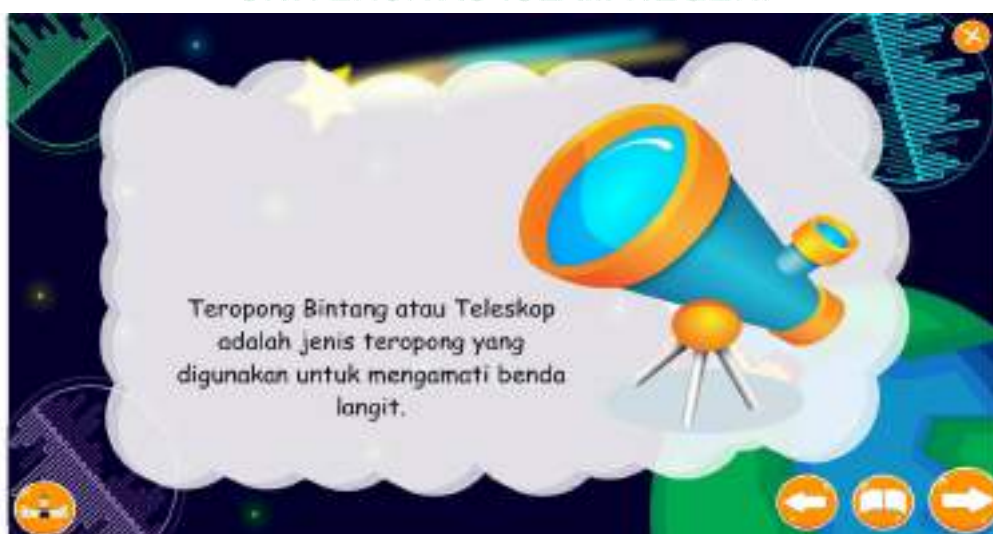 Teropong Bintang atau Teleskop
adalah jenis teropong yang
digunakan untuk mengamati benda
langit.